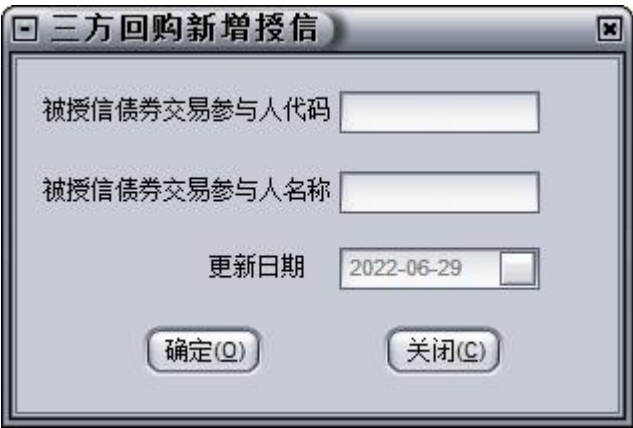 三方回购新增授信
被授信债券交易参与人代码
被授信债券交易参与人名称
更新日期 2022-06-29
确定(O) 关闭(C)